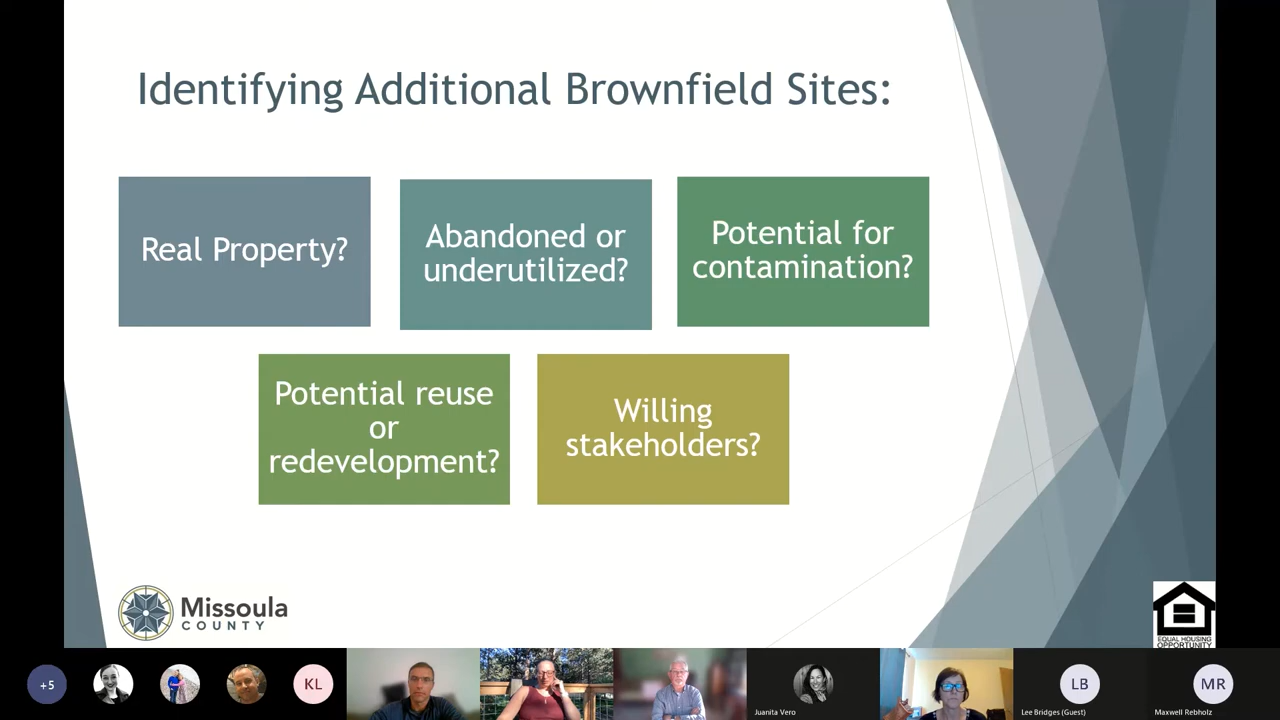 Identifying Additional Brownfield Sites:
Real Property?
Abandoned or
underutilized?
Potential for
contamination?
Potential reuse
or
redevelopment?
Willing
stakeholders?
Missoula
COUNTY
EQUAL HOUSING
OPPORTUNITY
+5
KL
Juanita Vero
LB
Lee Bridges (Guest)
MR
Maxwell Rebholz